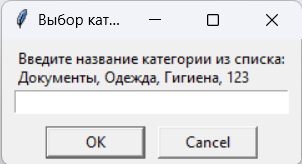 Выбор кат...
Введите название категории из списка:
Документы, Одежда, Гигиена, 123
OK
Cancel